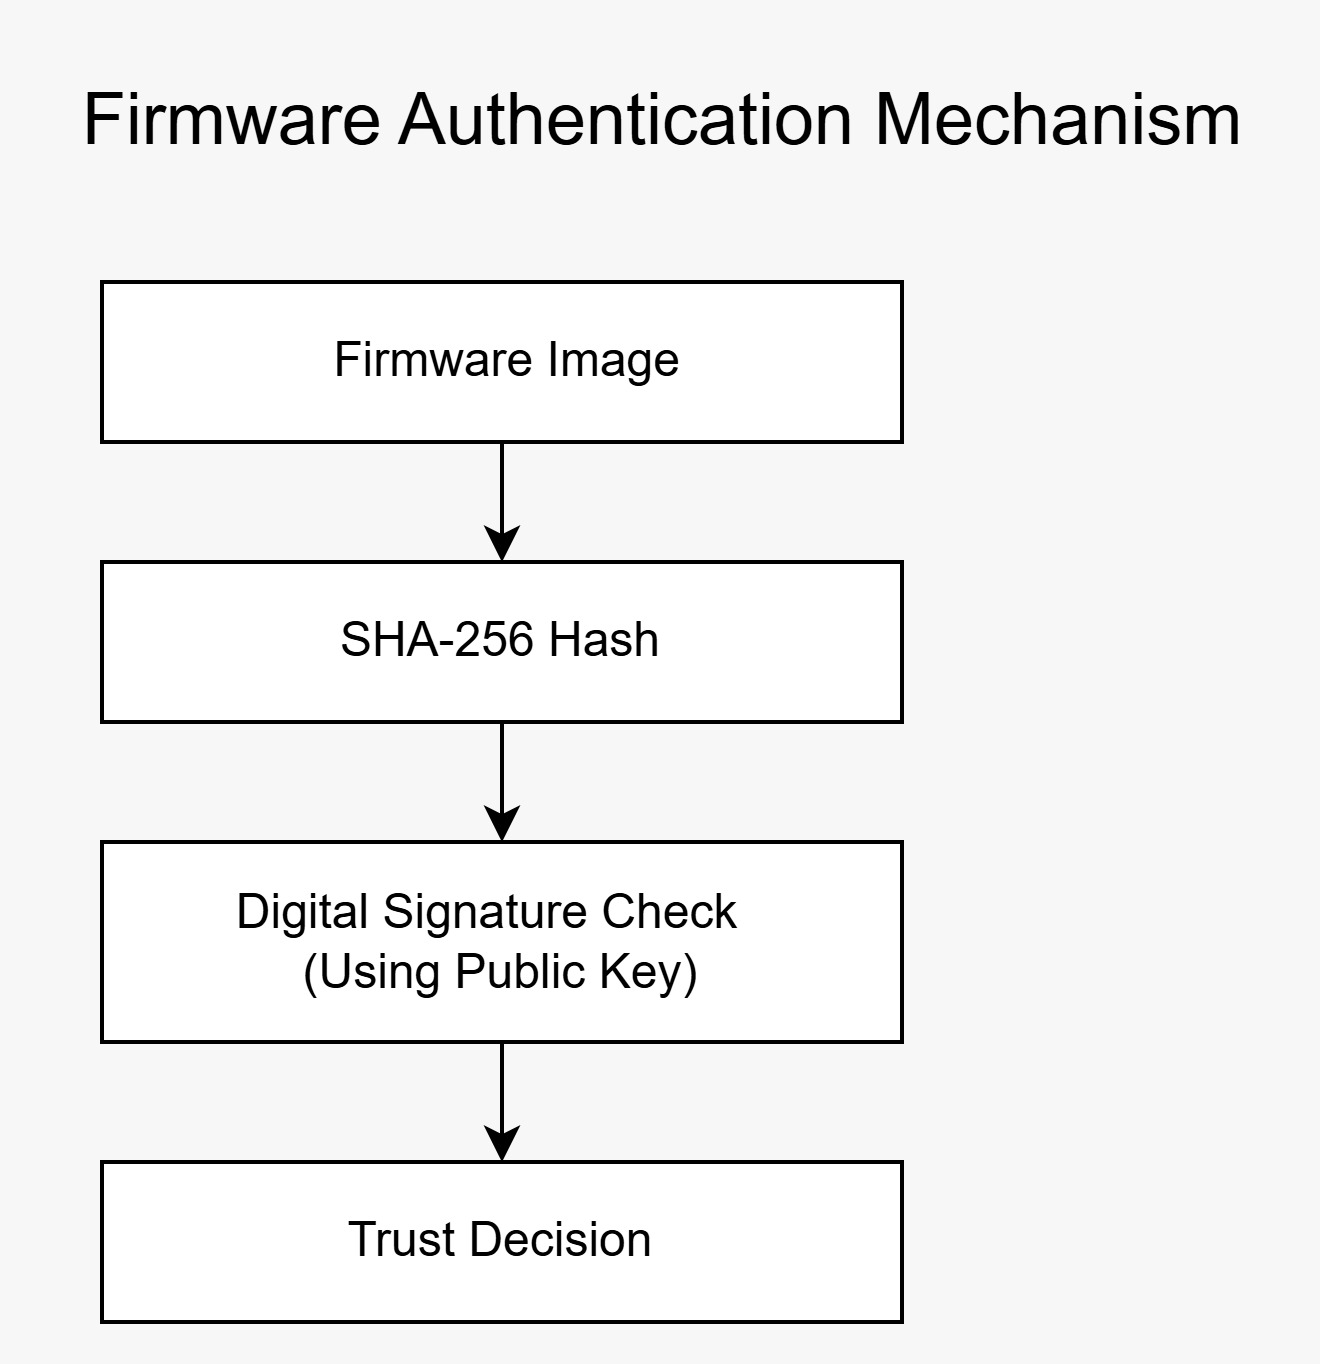 Firmware Authentication Mechanism
Firmware Image
SHA-256 Hash
Digital Signature Check
(Using Public Key)
Trust Decision